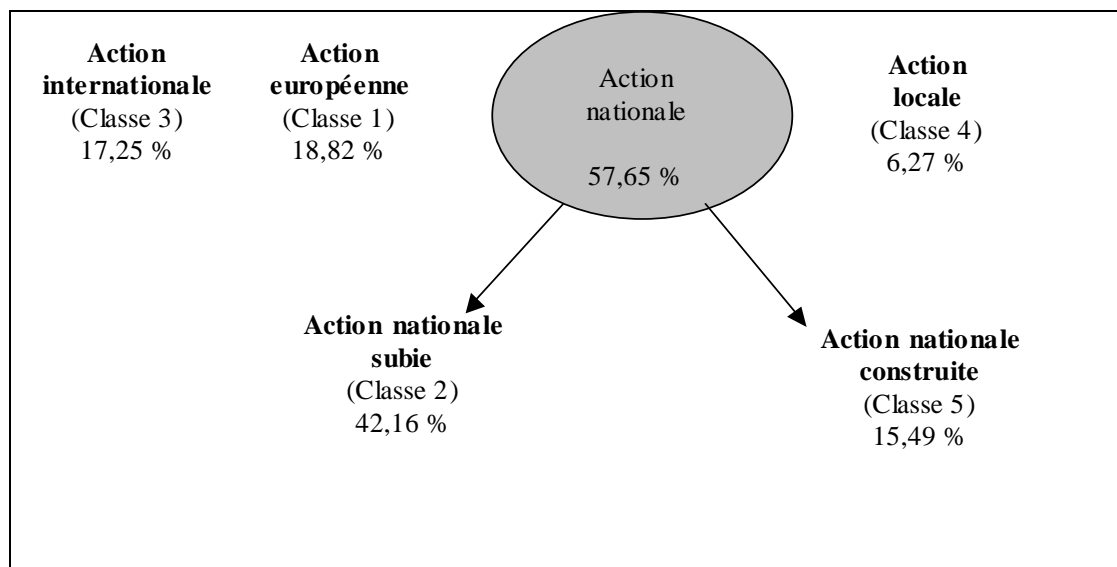 Action
internationale
(Classe 3)
17,25 %
Action
européenne
(Classe 1)
18,82 %
Action
nationale
57,65 %
Action
locale
(Classe 4)
6,27 %
Action nationale
subie
(Classe 2)
42,16 %
Action nationale
construite
(Classe 5)
15,49 %